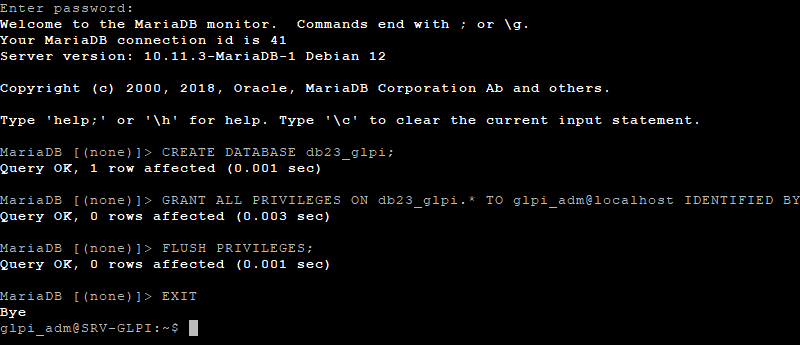 Enter password:
Welcome to the MariaDB monitor.  Commands end with ; or \g.
Your MariaDB connection id is 41
Server version: 10.11.3-MariaDB-1 Debian 12
Copyright (c) 2000, 2018, Oracle, MariaDB Corporation Ab and others.
Type 'help;' or '\h' for help. Type '\c' to clear the current input statement.
MariaDB [(none)]> CREATE DATABASE db23_glpi;
Query OK, 1 row affected (0.001 sec)
MariaDB [(none)]> GRANT ALL PRIVILEGES ON db23_glpi.* TO glpi_adm@localhost IDENTIFIED BY
Query OK, 0 rows affected (0.003 sec)
MariaDB [(none)]> FLUSH PRIVILEGES;
Query OK, 0 rows affected (0.001 sec)
MariaDB [(none)]> EXIT
Bye
glpi_adm@SRV-GLPI:~$